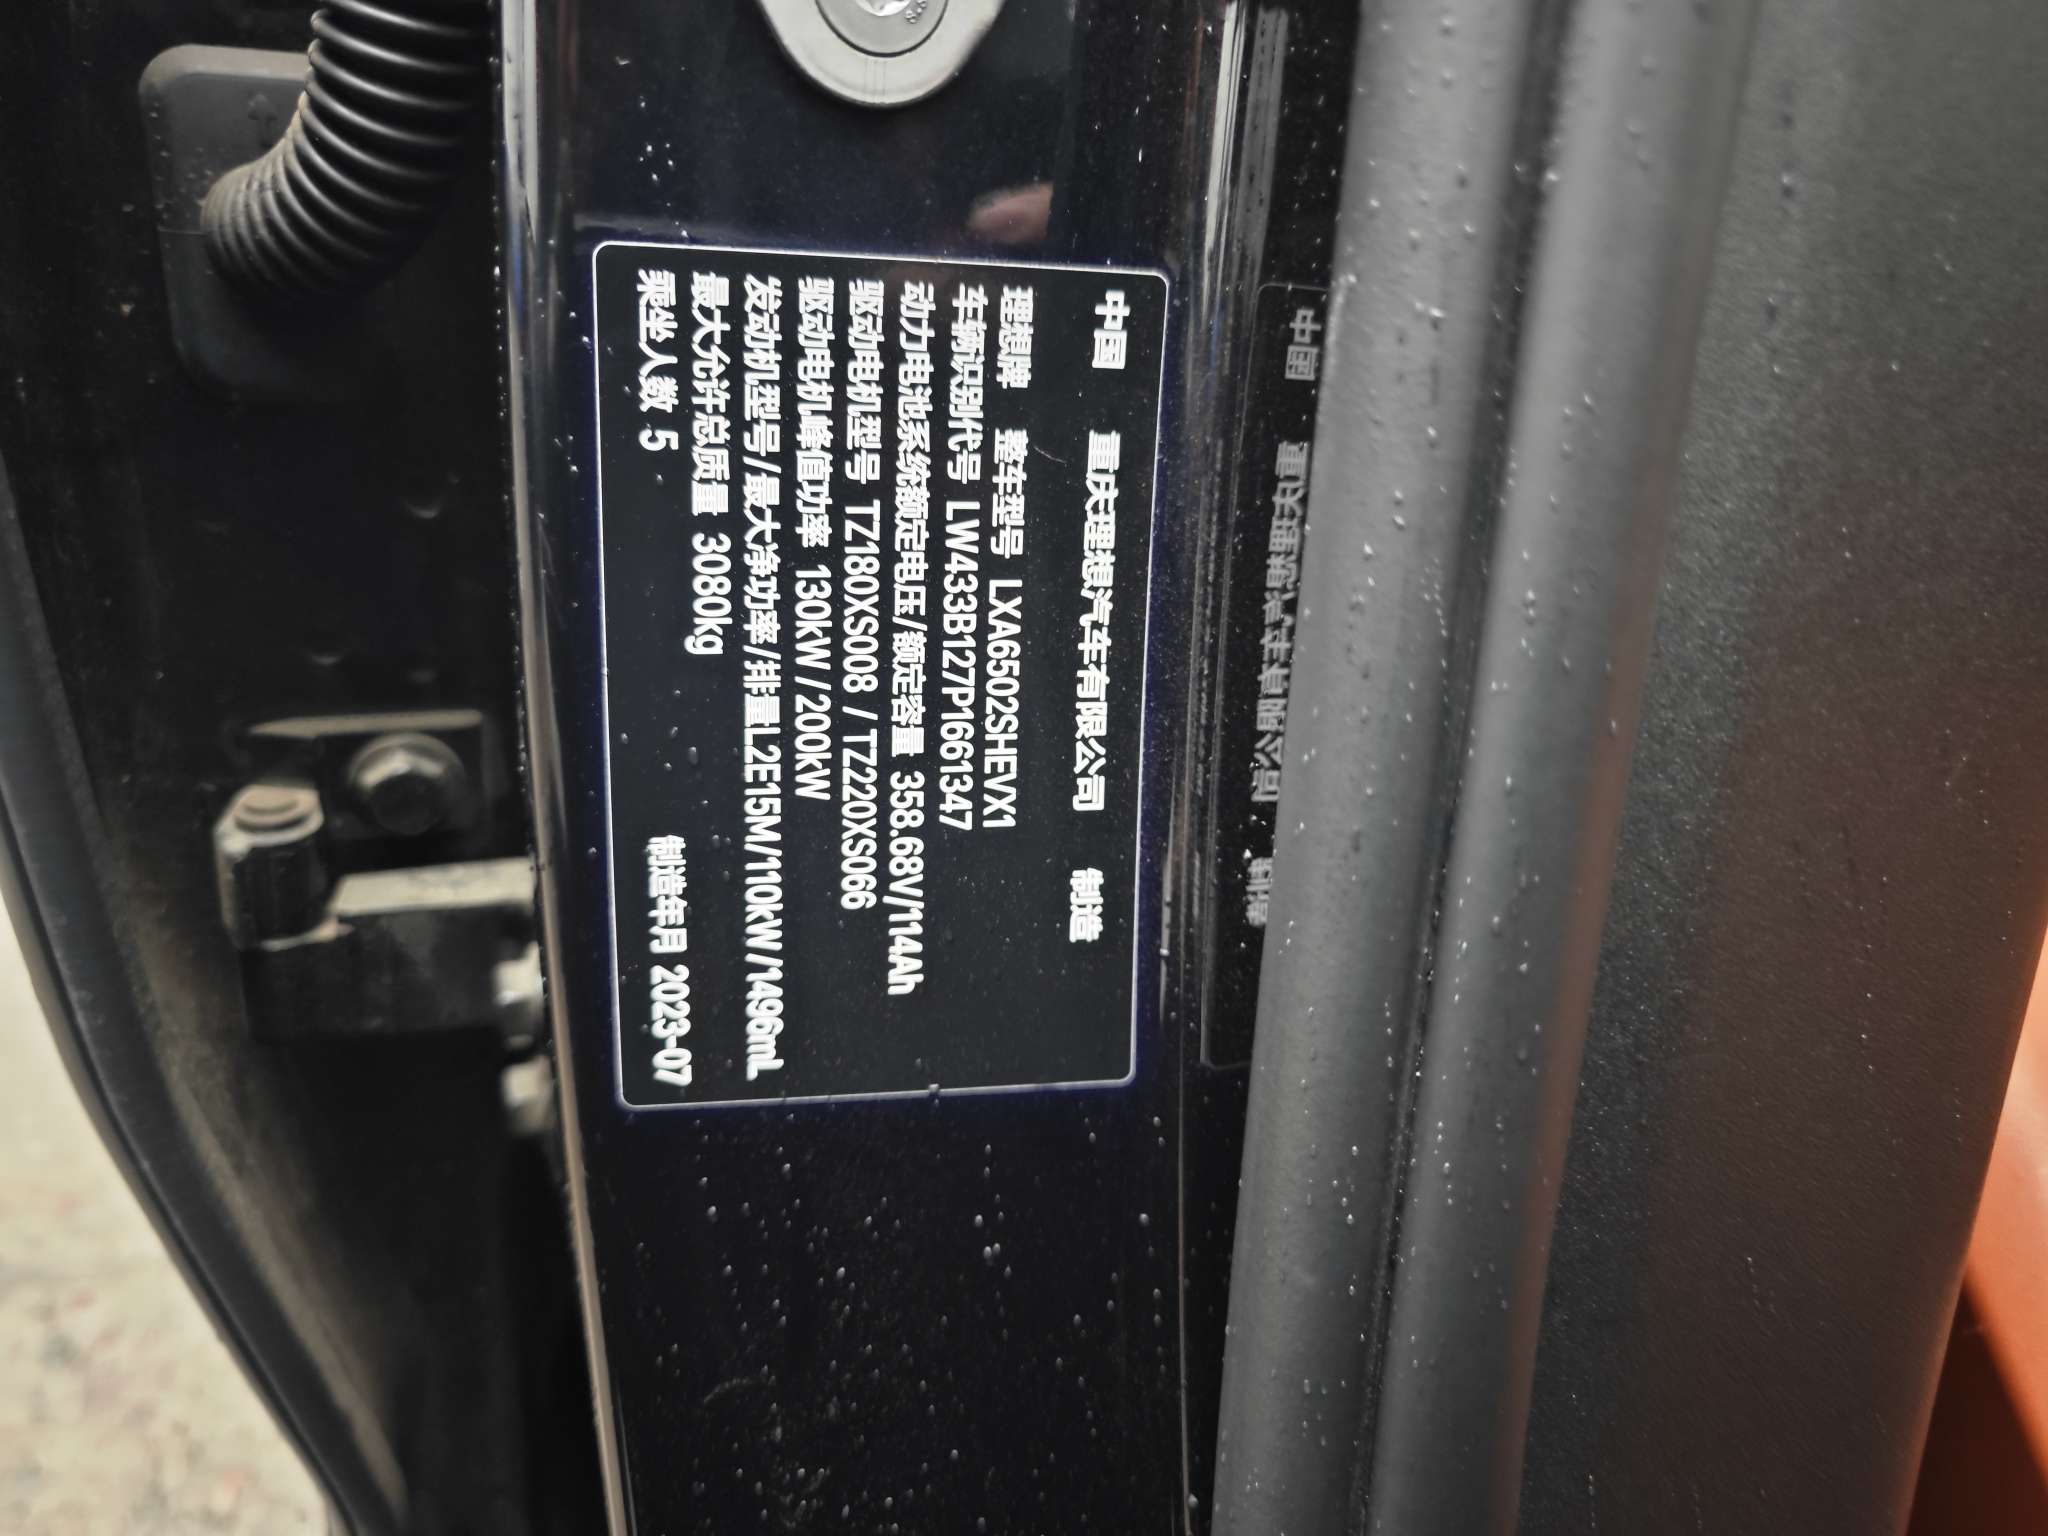 中国 重庆理想汽车有限公司 制造
理想牌 整车型号 LXA6502SHEVX1
车辆识别代号 LW433B127P1661347
动力电池系统额定电压/额定容量 358.68V/114Ah
驱动电机型号 TZ180XS008 / TZ220XS066
驱动电机峰值功率 130kW / 200kW
发动机型号/最大净功率/排量L2E15M/110kW/1496mL
最大允许总质量 3080kg
乘坐人数 5 制造年月 2023-07
8.8